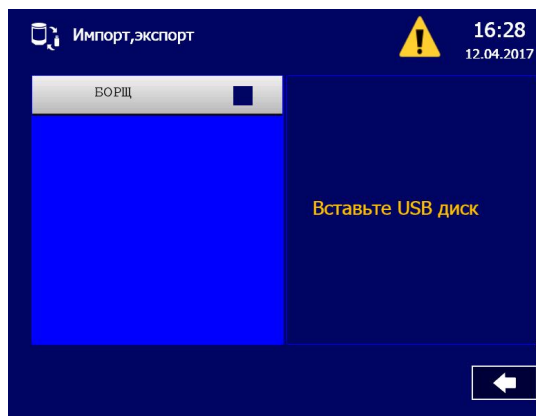 Импорт,экспорт
16:28
12.04.2017
БОРЩ
Вставьте USB диск